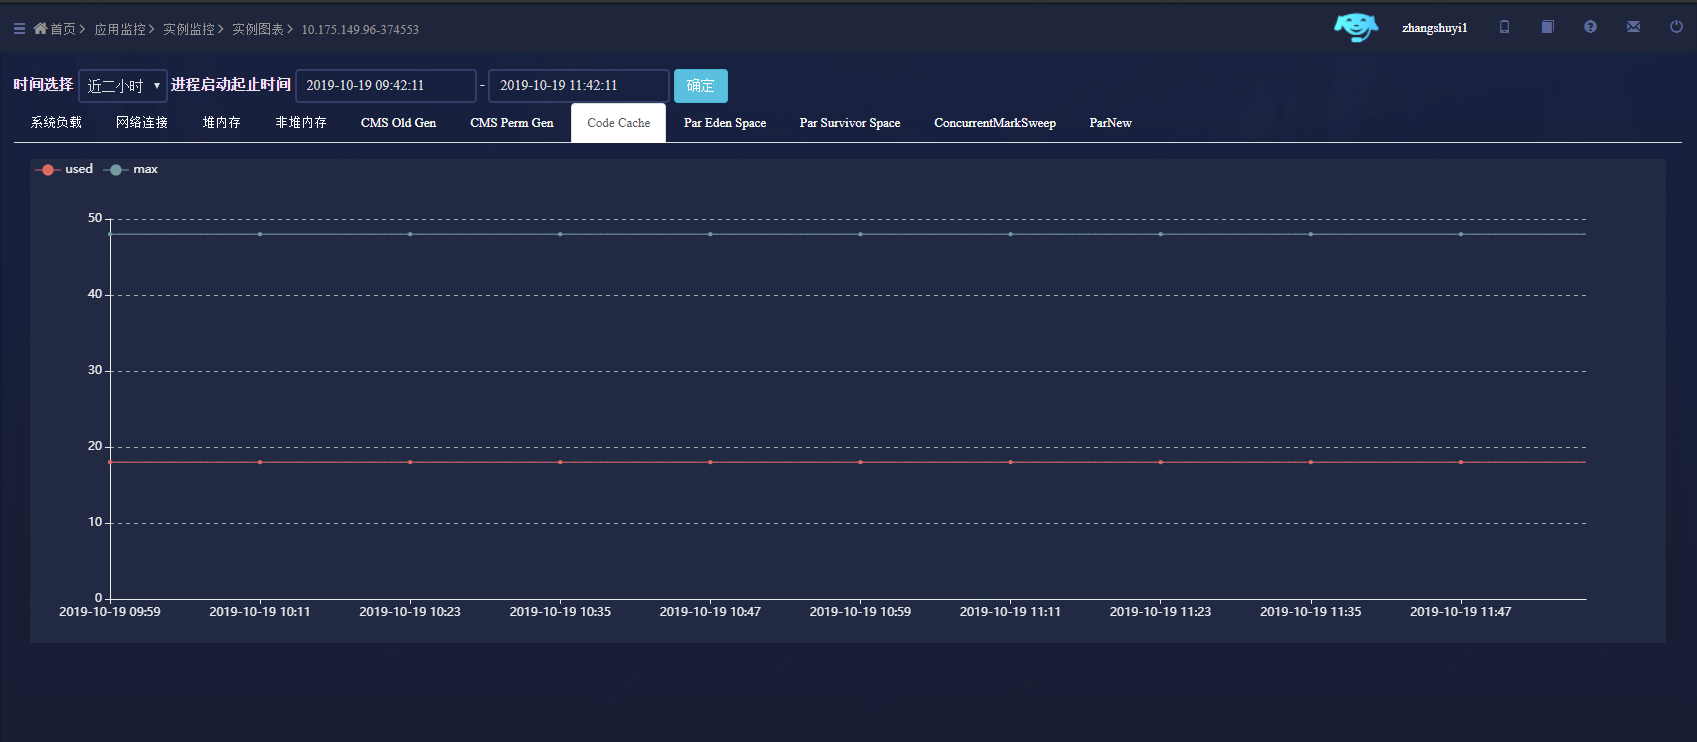 首页 应用监控 实例监控 实例图表 10.175.149.96-374553 zhangshuyi1
时间选择 近二小时 进程启动起止时间 2019-10-19 09:42:11 - 2019-10-19 11:42:11 确定
系统负载 网络连接 堆内存 非堆内存 CMS Old Gen CMS Perm Gen Code Cache Par Eden Space Par Survivor Space ConcurrentMarkSweep ParNew
used max
50
40
30
20
10
0
2019-10-19 09:59 2019-10-19 10:11 2019-10-19 10:23 2019-10-19 10:35 2019-10-19 10:47 2019-10-19 10:59 2019-10-19 11:11 2019-10-19 11:23 2019-10-19 11:35 2019-10-19 11:47